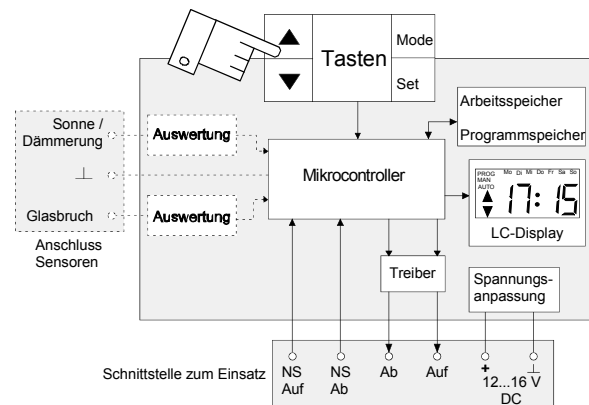 Tasten
Mode
Set
Arbeitsspeicher
Programmspeicher
Sonne /
Dämmerung
⊥
Glasbruch
Anschluss
Sensoren
Auswertung
Auswertung
Mikrocontroller
PROG
MAN
AUTO
Mo Di Mi Do Fr Sa So
17:15
LC-Display
Treiber
Spannungs-
anpassung
Schnittstelle zum Einsatz
NS
Auf
NS
Ab
Ab
Auf
+ ⊥
12...16 V
DC